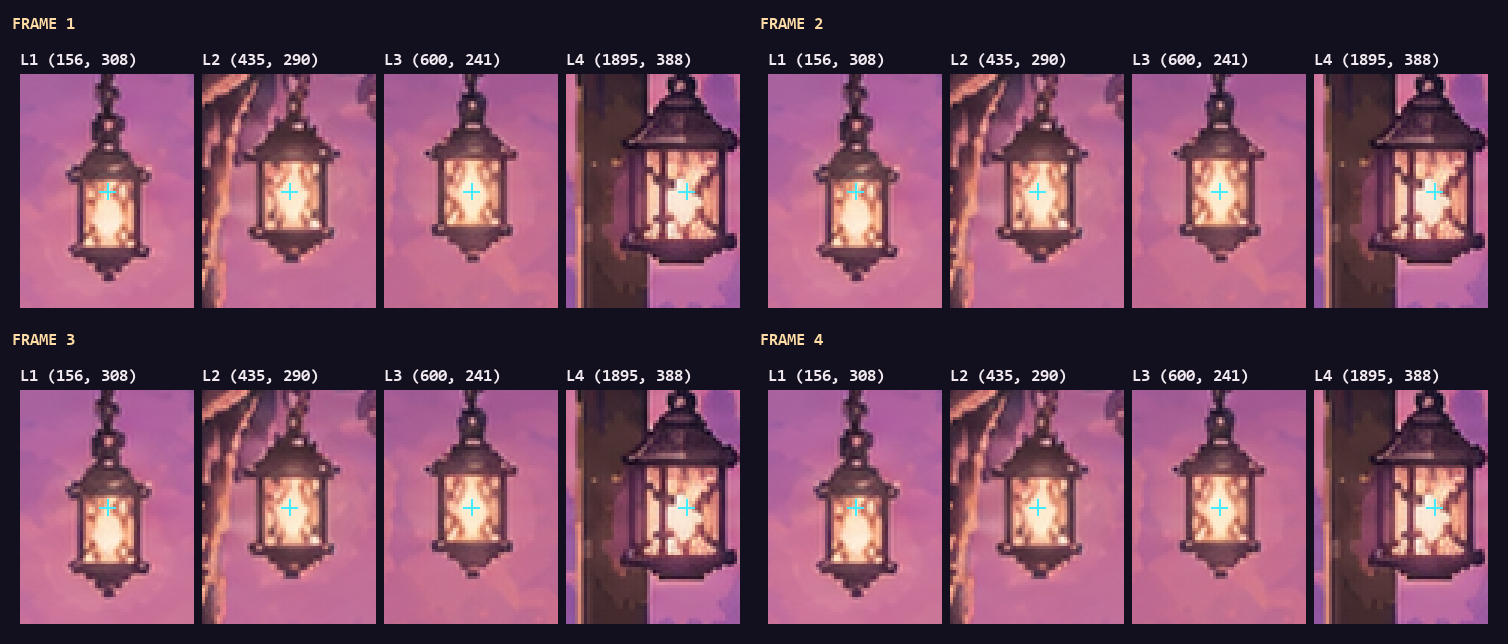 FRAME 1
L1 (156, 308) L2 (435, 290) L3 (600, 241) L4 (1895, 388)
FRAME 2
L1 (156, 308) L2 (435, 290) L3 (600, 241) L4 (1895, 388)
FRAME 3
L1 (156, 308) L2 (435, 290) L3 (600, 241) L4 (1895, 388)
FRAME 4
L1 (156, 308) L2 (435, 290) L3 (600, 241) L4 (1895, 388)